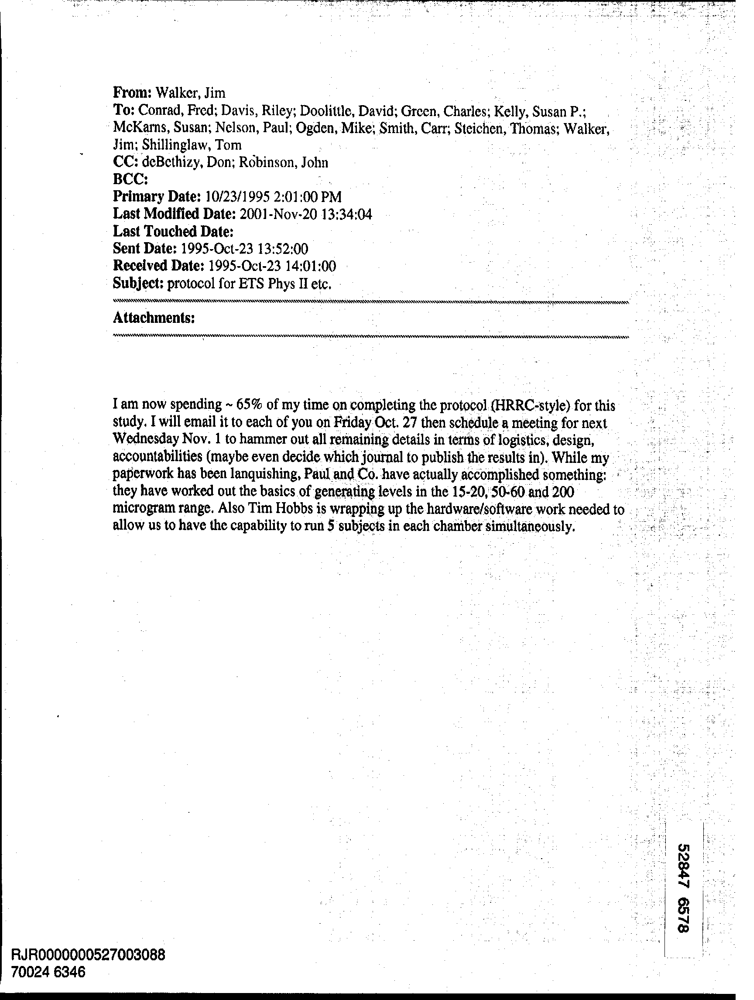 From: Walker, Jim
To: Conrad, Fred; Davis, Riley; Doolittle, David; Green, Charles; Kelly, Susan P.;
McKarns, Susan; Nelson, Paul; Ogden, Mike; Smith, Carr; Steichen, Thomas; Walker,
Jim; Shillinglaw, Tom
CC: deBethizy, Don; Robinson, John
BCC:
Primary Date: 10/23/1995 2:01:00 PM
Last Modified Date: 2001-Nov-20 13:34:04
Last Touched Date:
Sent Date: 1995-Oct-23 13:52:00
Received Date: 1995-Oct-23 14:01:00
Subject: protocol for ETS Phys II etc.
Attachments:
I am now spending ~ 65% of my time on completing the protocol (HRRC-style) for this
study. I will email it to each of you on Friday Oct. 27 then schedule a meeting for next
Wednesday Nov. 1 to hammer out all remaining details in terms of logistics, design,
accountabilities (maybe even decide which journal to publish the results in). While my
paperwork has been lanquishing, Paul and Co. have actually accomplished something:
they have worked out the basics of generating levels in the 15-20, 50-60 and 200
microgram range. Also Tim Hobbs is wrapping up the hardware/software work needed to
allow us to have the capability to run 5 subjects in each chamber simultaneously.
52847 6578
RJR0000000527003088
70024 6346